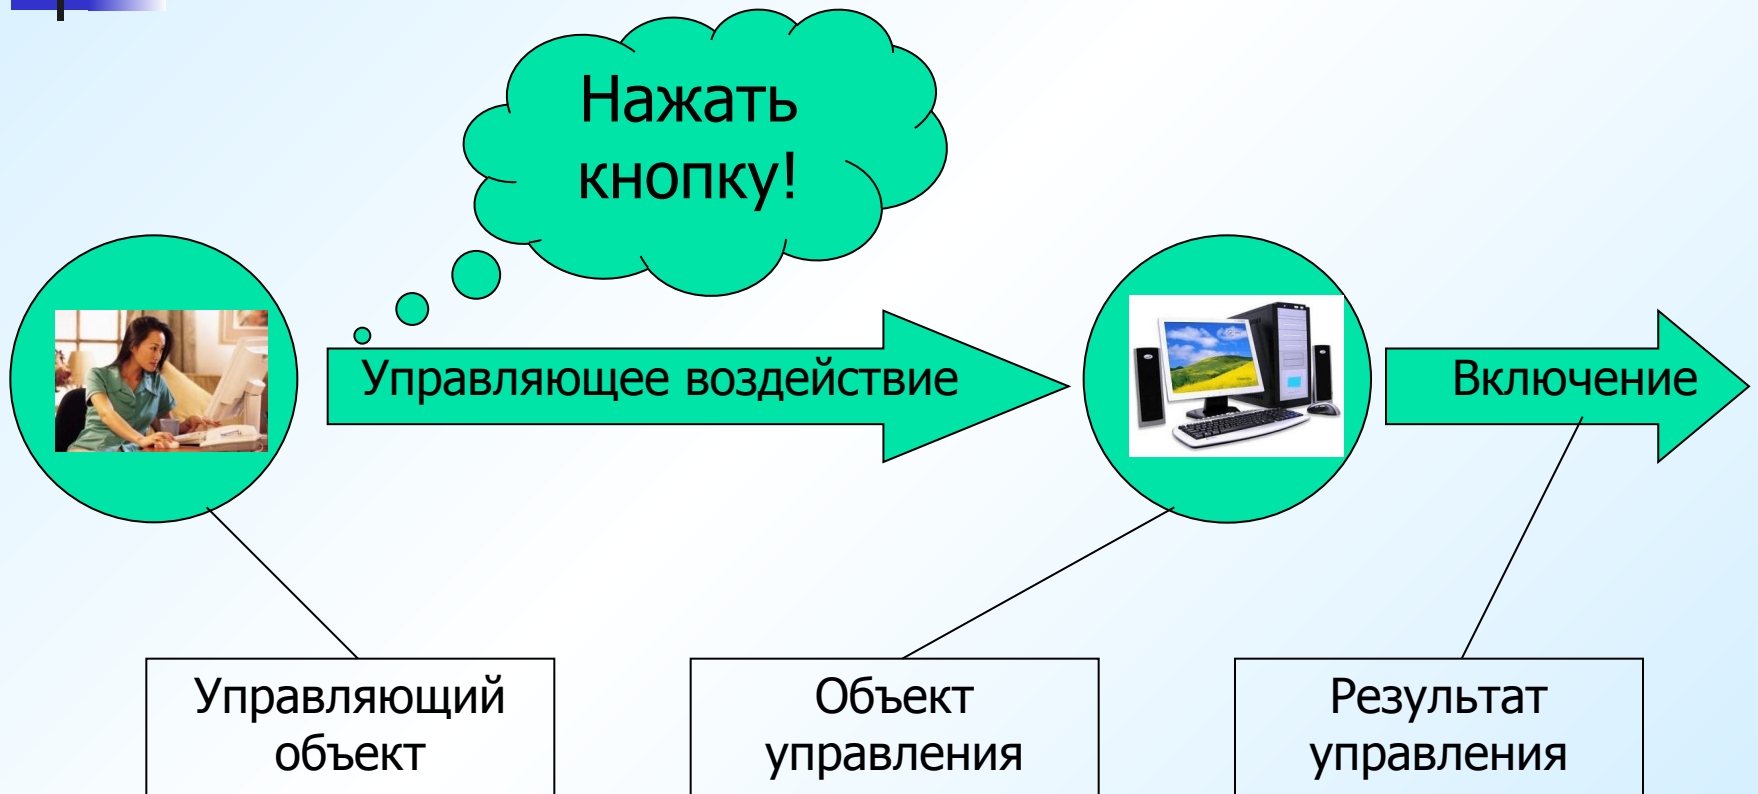 Нажать
кнопку!
Управляющее воздействие
Включение
Управляющий
объект
Объект
управления
Результат
управления